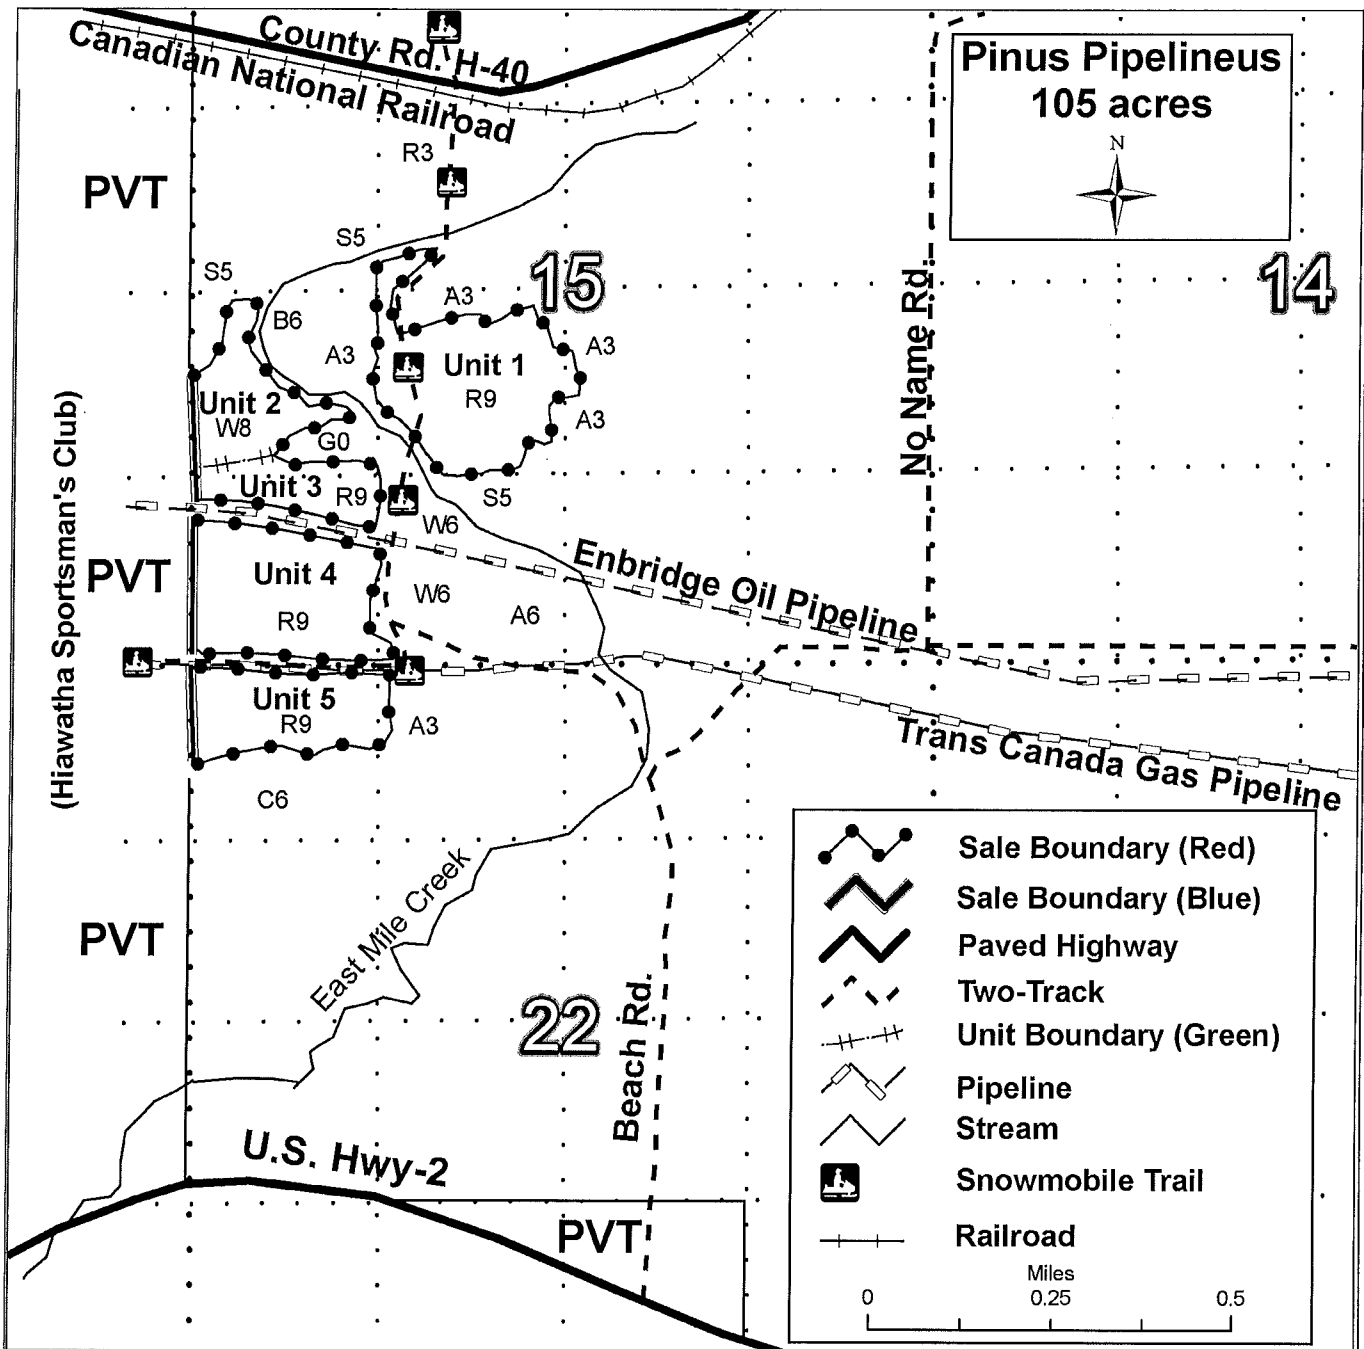 County Rd. H-40
Canadian National Railroad
Pinus Pipelineus
105 acres
N
R3
PVT
S5
S5
15
14
A3
B6
A3
A3
Unit 1
R9
No Name Rd.
Unit 2
W8
A3
G0
(Hiawatha Sportsman's Club)
Unit 3
R9
S5
W6
PVT
Unit 4
Enbridge Oil Pipeline
W6
A6
R9
Unit 5
R9
A3
Trans Canada Gas Pipeline
C6
East Mile Creek
PVT
22
Beach Rd.
U.S. Hwy-2
PVT
Sale Boundary (Red)
Sale Boundary (Blue)
Paved Highway
Two-Track
Unit Boundary (Green)
Pipeline
Stream
Snowmobile Trail
Railroad
Miles
0 0.25 0.5